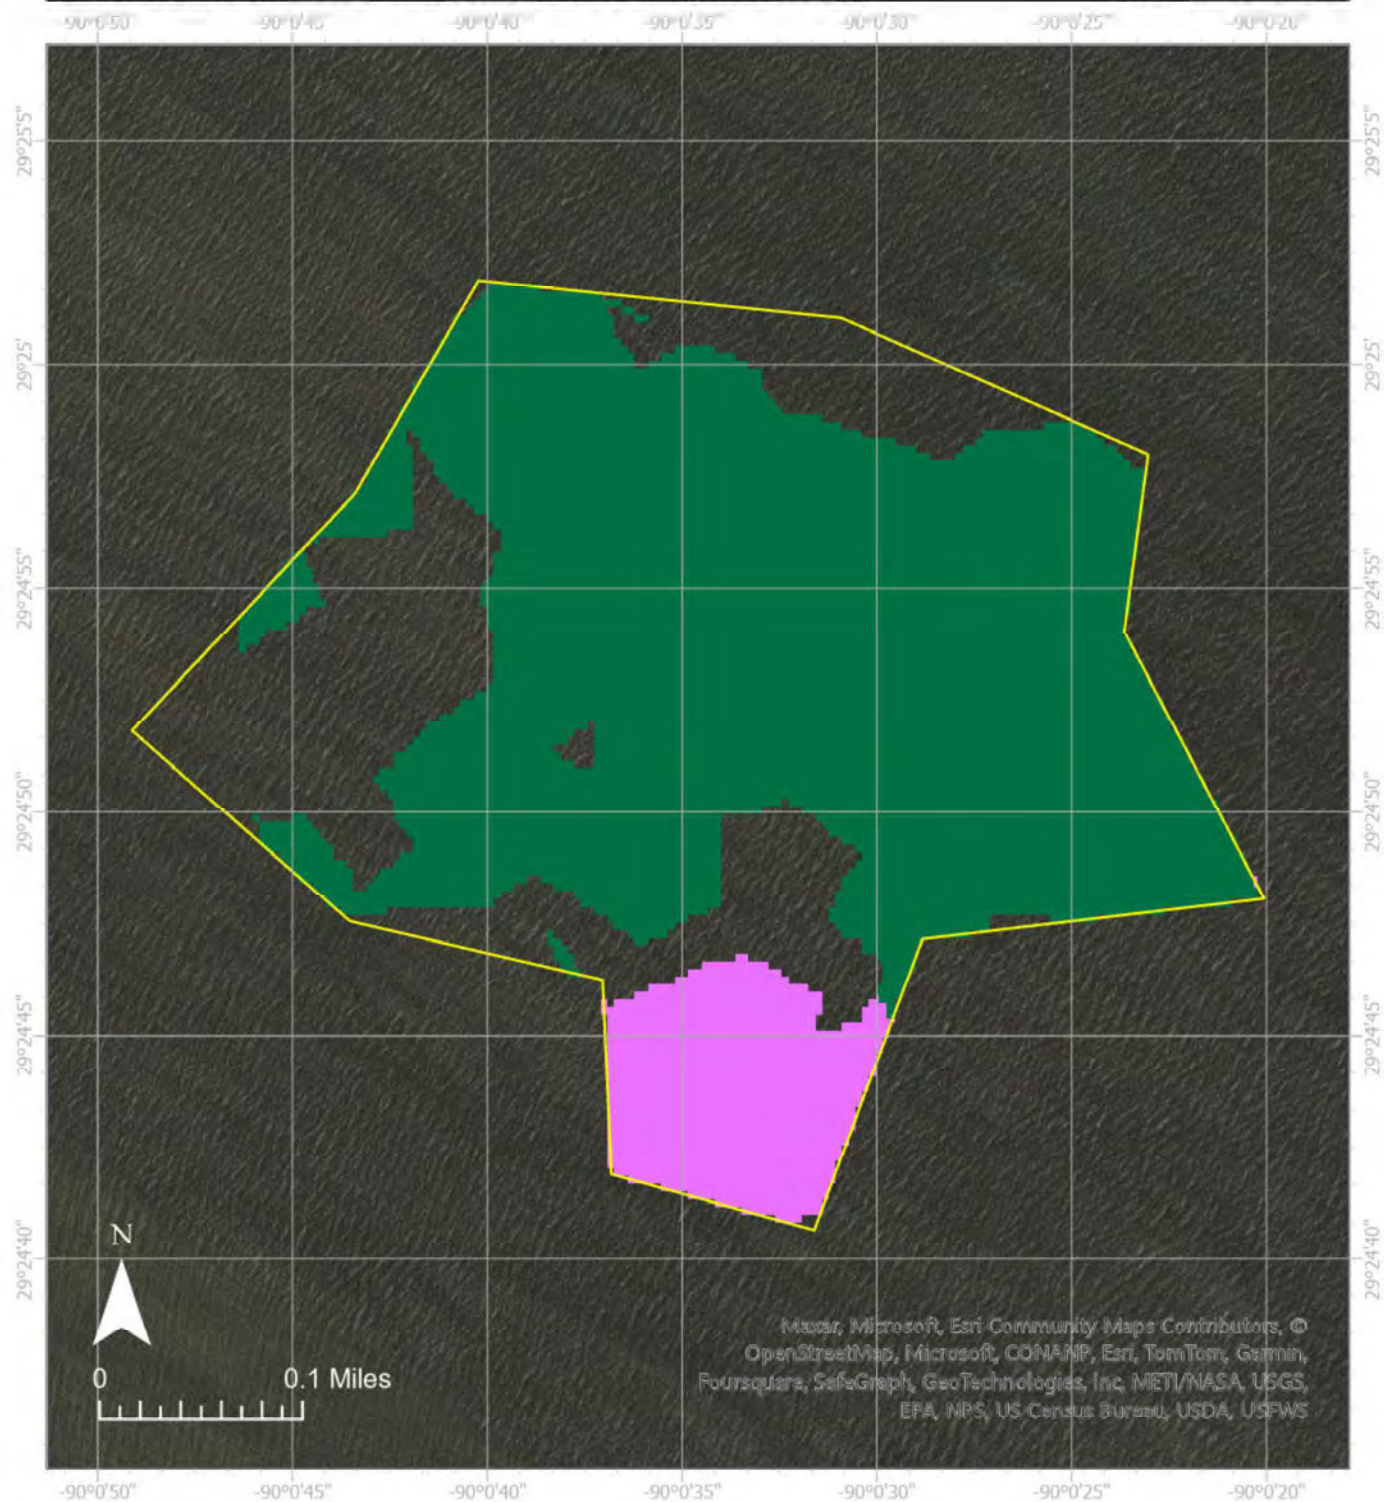 -90°0'50" -90°0'45" -90°0'40" -90°0'35" -90°0'30" -90°0'25" -90°0'20"
29°25'5" 29°25'5"
29°25' 29°25'
29°24'55" 29°24'55"
29°24'50" 29°24'50"
29°24'45" 29°24'45"
29°24'40" 29°24'40"
N
0 0.1 Miles
Maxar, Microsoft, Esri Community Maps Contributors, ©
OpenStreetMap, Microsoft, CONANP, Esri, TomTom, Garmin,
Foursquare, SafeGraph, GeoTechnologies, Inc, METI/NASA, USGS,
EPA, NPS, US Census Bureau, USDA, USFWS
-90°0'50" -90°0'45" -90°0'40" -90°0'35" -90°0'30" -90°0'25" -90°0'20"